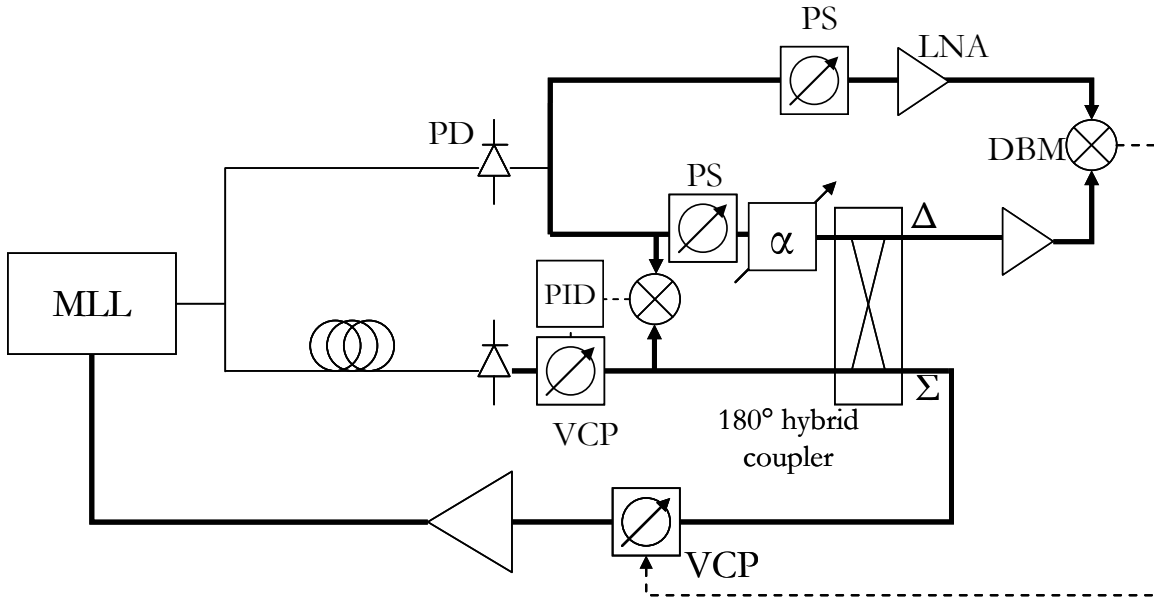 PS
LNA
PD
DBM
PS
Δ
α
MLL
PID
Σ
VCP
180° hybrid
coupler
VCP